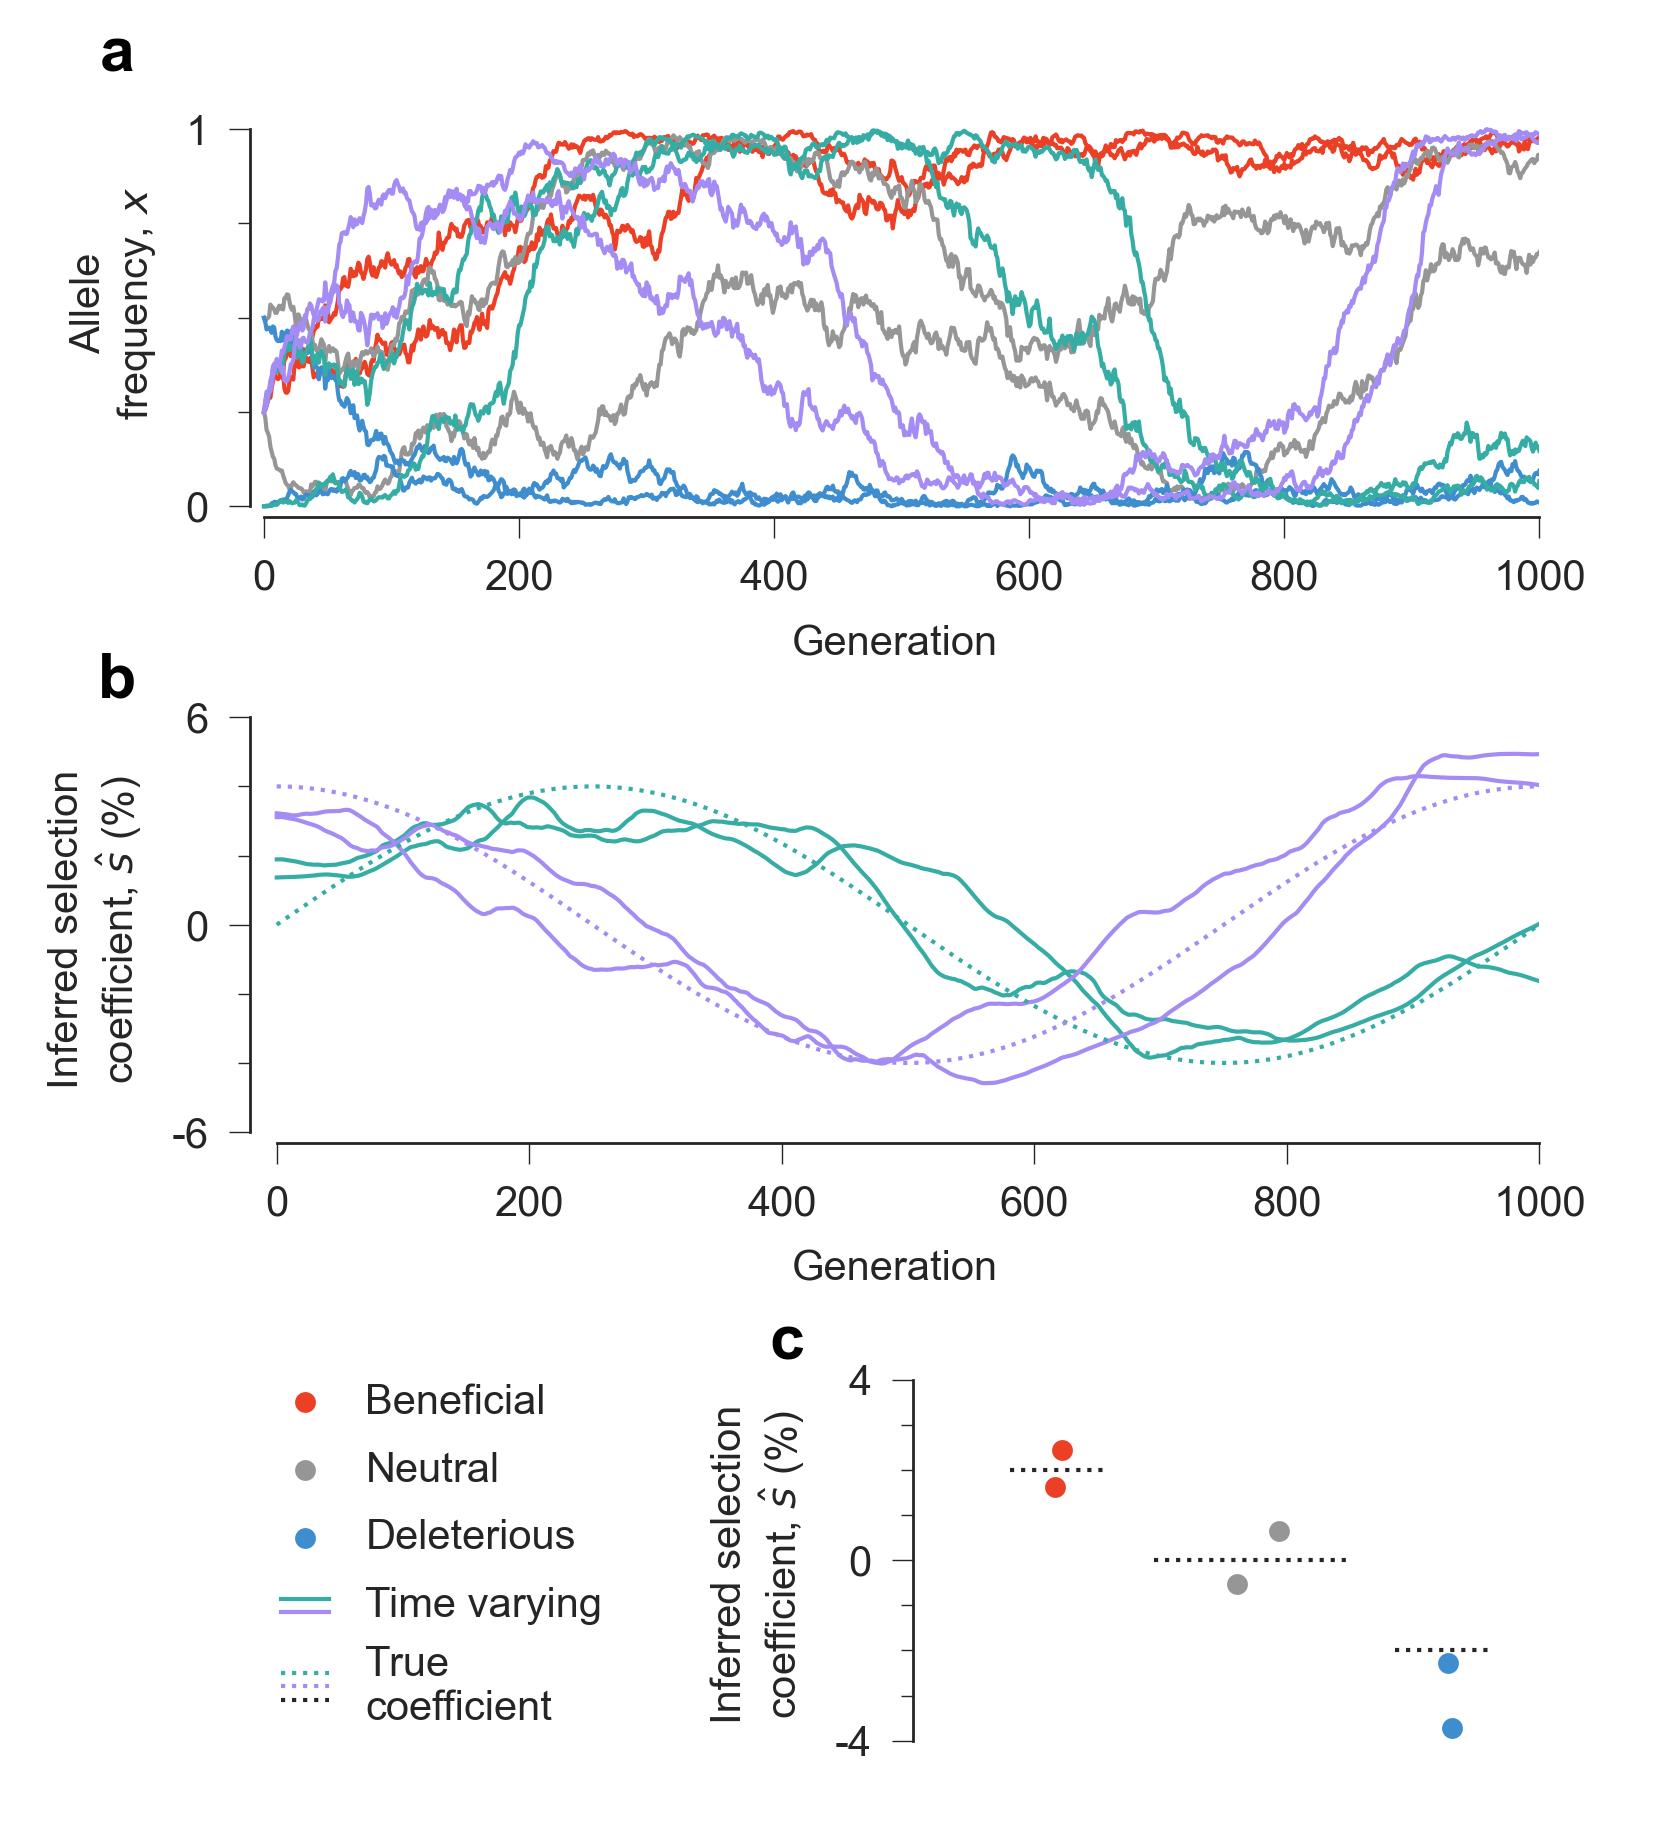 a
Allele
frequency, x
1
0
0 200 400 600 800 1000
Generation
b
Inferred selection
coefficient, ŝ (%)
6
0
-6
0 200 400 600 800 1000
Generation
Beneficial
Neutral
Deleterious
Time varying
True
coefficient
c
Inferred selection
coefficient, ŝ (%)
4
0
-4